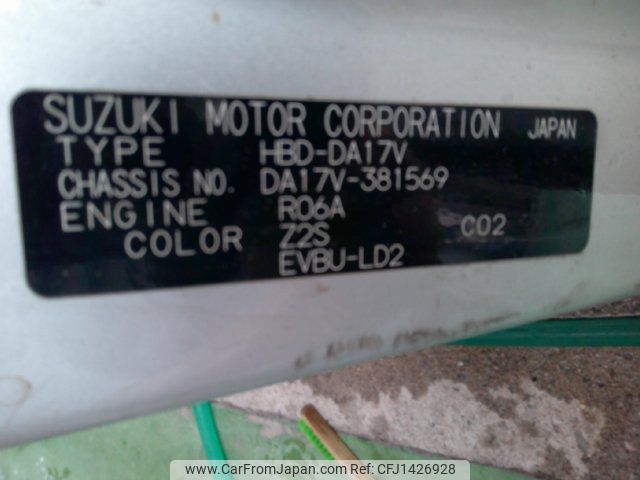 SUZUKI MOTOR CORPORATION JAPAN
TYPE HBD-DA17V
CHASSIS NO. DA17V-381569
ENGINE R06A
COLOR Z2S C02
EVBU-LD2
www.CarFromJapan.com - Ref No: CFJ1426928